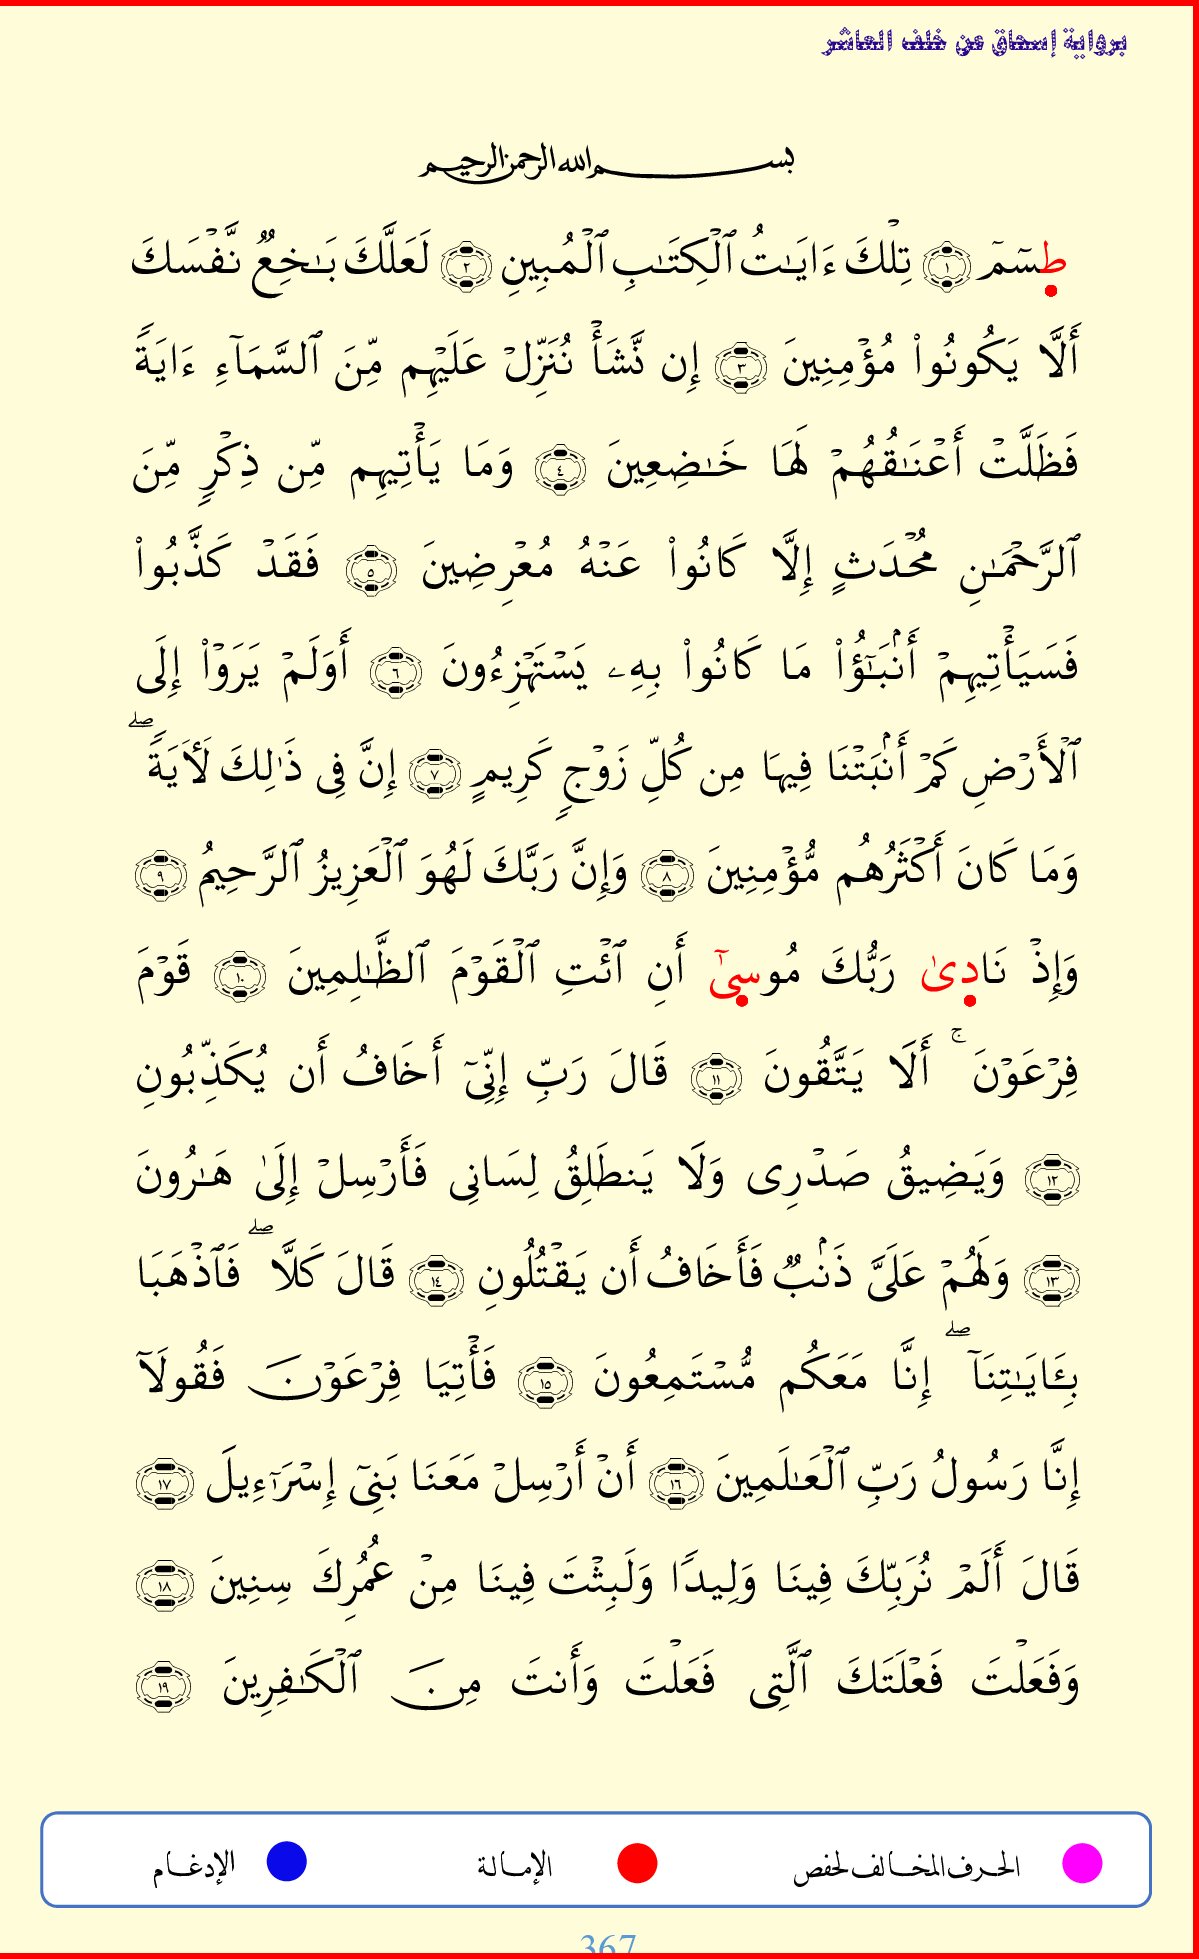 برواية إسحاق عن خلف العاشر
بســـــم الله الرحمن الرحيم
طسٓمٓ ١ تِلۡكَ ءَايَٰتُ ٱلۡكِتَٰبِ ٱلۡمُبِينِ ٢ لَعَلَّكَ بَٰخِعٞ نَّفۡسَكَ
أَلَّا يَكُونُواْ مُؤۡمِنِينَ ٣ إِن نَّشَأۡ نُنَزِّلۡ عَلَيۡهِم مِّنَ ٱلسَّمَآءِ ءَايَةٗ
فَظَلَّتۡ أَعۡنَٰقُهُمۡ لَهَا خَٰضِعِينَ ٤ وَمَا يَأۡتِيهِم مِّن ذِكۡرٖ مِّنَ
ٱلرَّحۡمَٰنِ مُحۡدَثٍ إِلَّا كَانُواْ عَنۡهُ مُعۡرِضِينَ ٥ فَقَدۡ كَذَّبُواْ
فَسَيَأۡتِيهِمۡ أَنۢبَٰٓؤُاْ مَا كَانُواْ بِهِۦ يَسۡتَهۡزِءُونَ ٦ أَوَلَمۡ يَرَوۡاْ إِلَى
ٱلۡأَرۡضِ كَمۡ أَنۢبَتۡنَا فِيهَا مِن كُلِّ زَوۡجٖ كَرِيمٍ ٧ إِنَّ فِي ذَٰلِكَ لَأٓيَةٗۖ
وَمَا كَانَ أَكۡثَرُهُم مُّؤۡمِنِينَ ٨ وَإِنَّ رَبَّكَ لَهُوَ ٱلۡعَزِيزُ ٱلرَّحِيمُ ٩
وَإِذۡ نَادِىٰ رَبُّكَ مُوسِىٰٓ أَنِ ٱئۡتِ ٱلۡقَوۡمَ ٱلظَّٰلِمِينَ ١٠ قَوۡمَ
فِرۡعَوۡنَۚ أَلَا يَتَّقُونَ ١١ قَالَ رَبِّ إِنِّيٓ أَخَافُ أَن يُكَذِّبُونِ
١٢ وَيَضِيقُ صَدۡرِي وَلَا يَنطَلِقُ لِسَانِي فَأَرۡسِلۡ إِلَىٰ هَٰرُونَ
١٣ وَلَهُمۡ عَلَيَّ ذَنۢبٞ فَأَخَافُ أَن يَقۡتُلُونِ ١٤ قَالَ كَلَّاۖ فَٱذۡهَبَا
بِـَٔايَٰتِنَآۖ إِنَّا مَعَكُم مُّسۡتَمِعُونَ ١٥ فَأۡتِيَا فِرۡعَوۡنَ فَقُولَآ
إِنَّا رَسُولُ رَبِّ ٱلۡعَٰلَمِينَ ١٦ أَنۡ أَرۡسِلۡ مَعَنَا بَنِيٓ إِسۡرَٰٓءِيلَ ١٧
قَالَ أَلَمۡ نُرَبِّكَ فِينَا وَلِيدٗا وَلَبِثۡتَ فِينَا مِنۡ عُمُرِكَ سِنِينَ ١٨
وَفَعَلۡتَ فَعۡلَتَكَ ٱلَّتِي فَعَلۡتَ وَأَنتَ مِنَ ٱلۡكَٰفِرِينَ ١٩
الحرف المخالف لحفص الإمالة الإدغام
367